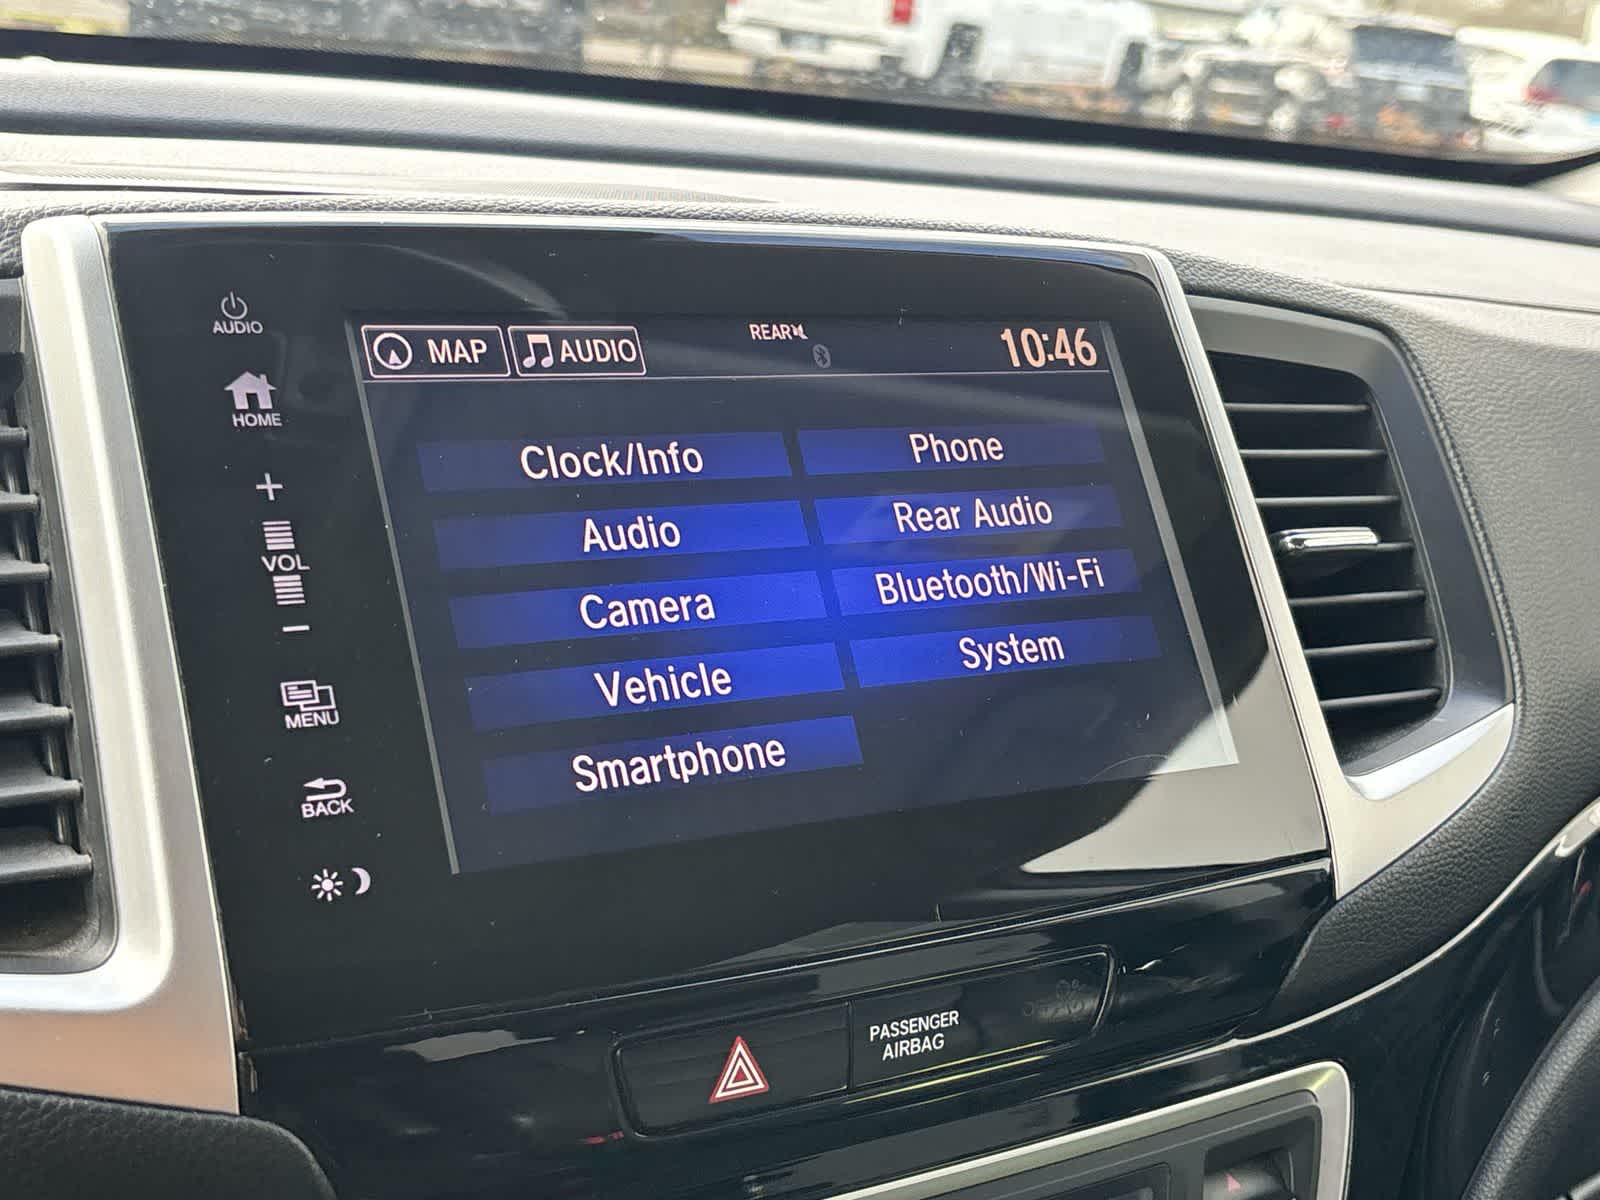 AUDIO
HOME
VOL
MENU
BACK
MAP
AUDIO
REAR
10:46
Clock/Info
Phone
Audio
Rear Audio
Camera
Bluetooth/Wi-Fi
Vehicle
System
Smartphone
PASSENGER
AIRBAG